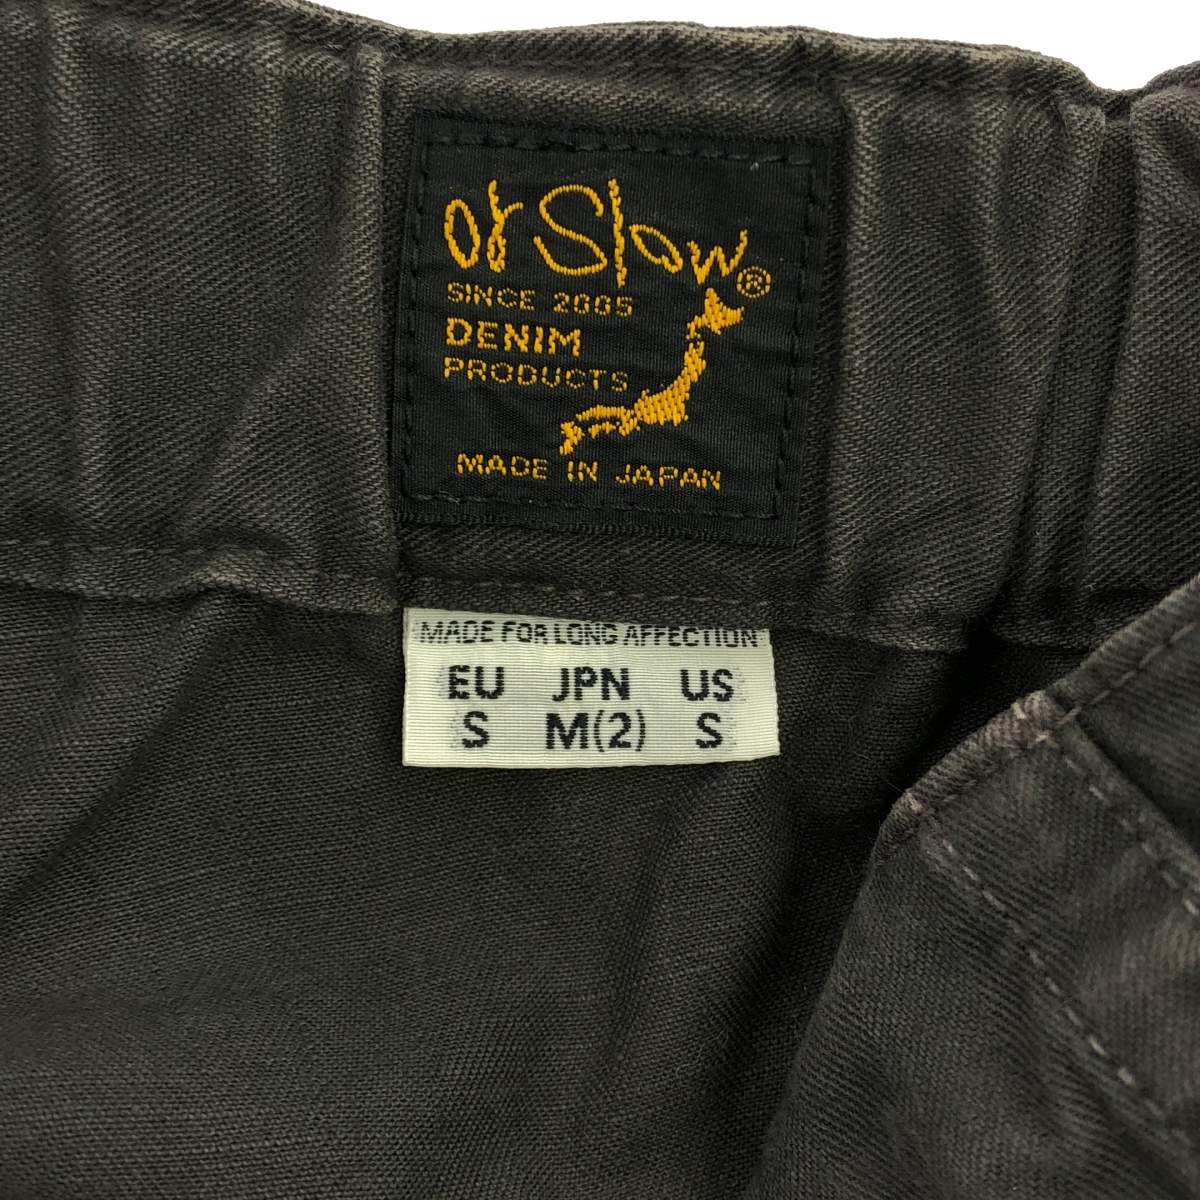 or Slow®
SINCE 2005
DENIM
PRODUCTS
MADE IN JAPAN
MADE FOR LONG AFFECTION
EU JPN US
S M(2) S